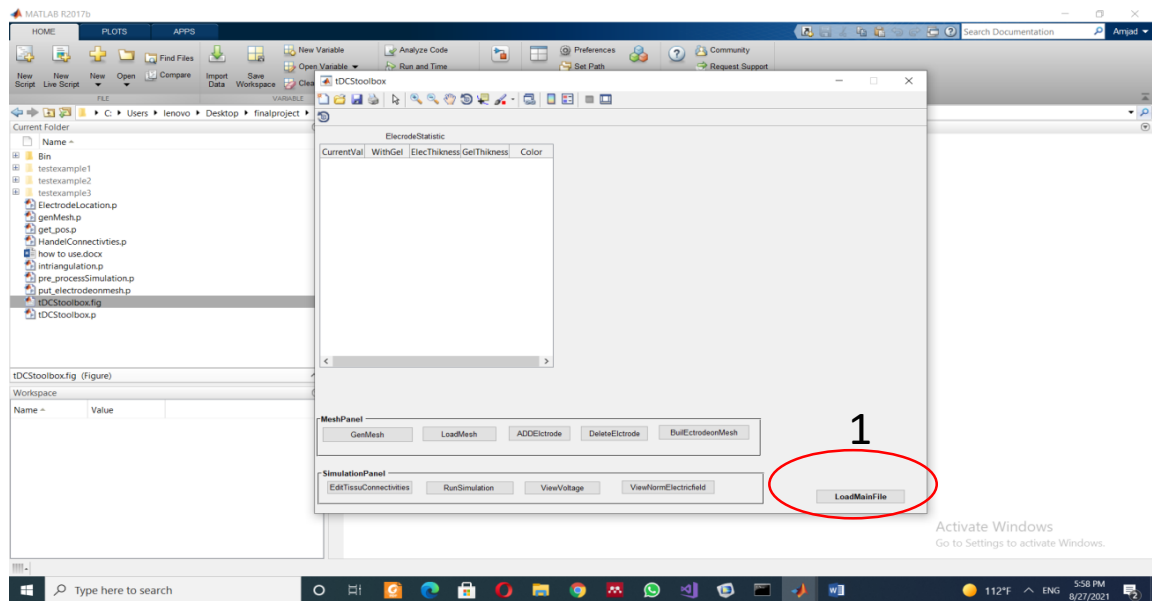 MATLAB R2017b
HOME PLOTS APPS
Search Documentation Amjad
New Script
New Live Script
New
Open
Find Files
Compare
Import Data
Save Workspace
New Variable
Open Variable
Clea
Analyze Code
Run and Time
Preferences
Set Path
Community
Request Support
FILE VARIABLE
C: Users lenovo Desktop finalproject
Current Folder
Name
Bin
testexample1
testexample2
testexample3
ElectrodeLocation.p
genMesh.p
get_pos.p
HandelConnectivties.p
how to use.docx
intriangulation.p
pre_processSimulation.p
put_electrodeonmesh.p
tDCStoolbox.fig
tDCStoolbox.p
tDCStoolbox.fig (Figure)
Workspace
Name Value
tDCStoolbox
ElecrodeStatistic
CurrentVal WithGel ElecThikness GelThikness Color
MeshPanel
GenMesh LoadMesh ADDElctrode DeleteElctrode BuilEctrodeonMesh
SimulationPanel
EditTissuConnectivities RunSimulation ViewVoltage ViewNormElectricfield
1
LoadMainFile
Activate Windows
Go to Settings to activate Windows.
Type here to search
112°F ENG
5:58 PM
8/27/2021